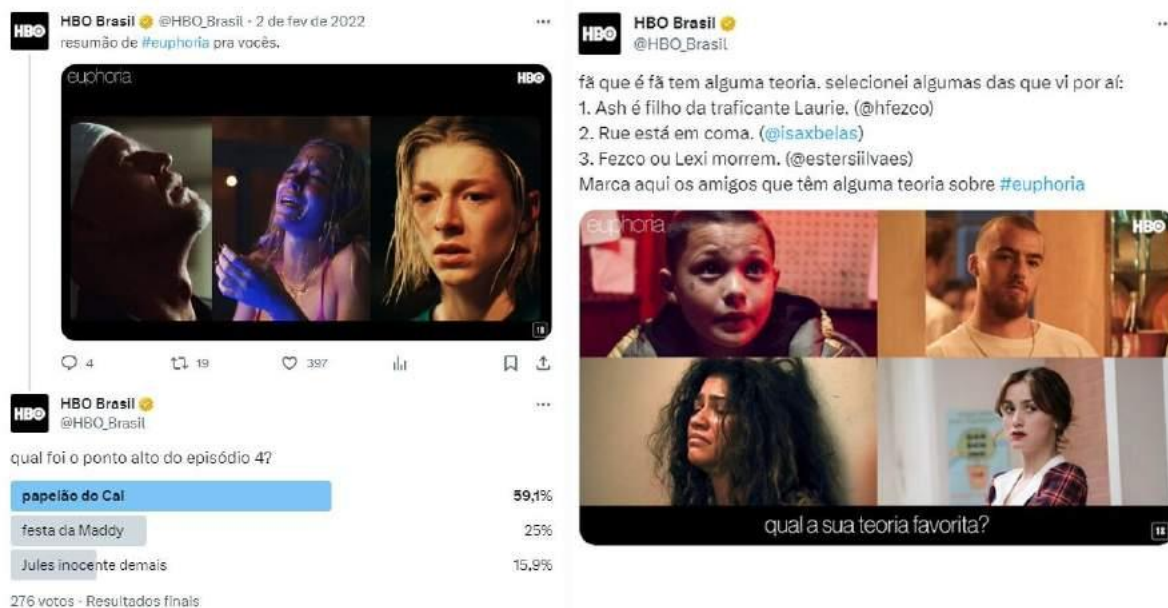 HBO Brasil @HBO_Brasil · 2 de fev de 2022
resumão de #euphoria pra vocês.
euphoria
HBO
18
4 19 397
HBO Brasil
@HBO_Brasil
qual foi o ponto alto do episódio 4?
papelão do Cal 59,1%
festa da Maddy 25%
Jules inocente demais 15,9%
276 votos · Resultados finais
HBO Brasil
@HBO_Brasil
fã que é fã tem alguma teoria. selecionei algumas das que vi por aí:
1. Ash é filho da traficante Laurie. (@hfezco)
2. Rue está em coma. (@isaxbelas)
3. Fezco ou Lexi morrem. (@estersiilvaes)
Marca aqui os amigos que têm alguma teoria sobre #euphoria
euphoria
HBO
qual a sua teoria favorita?
18